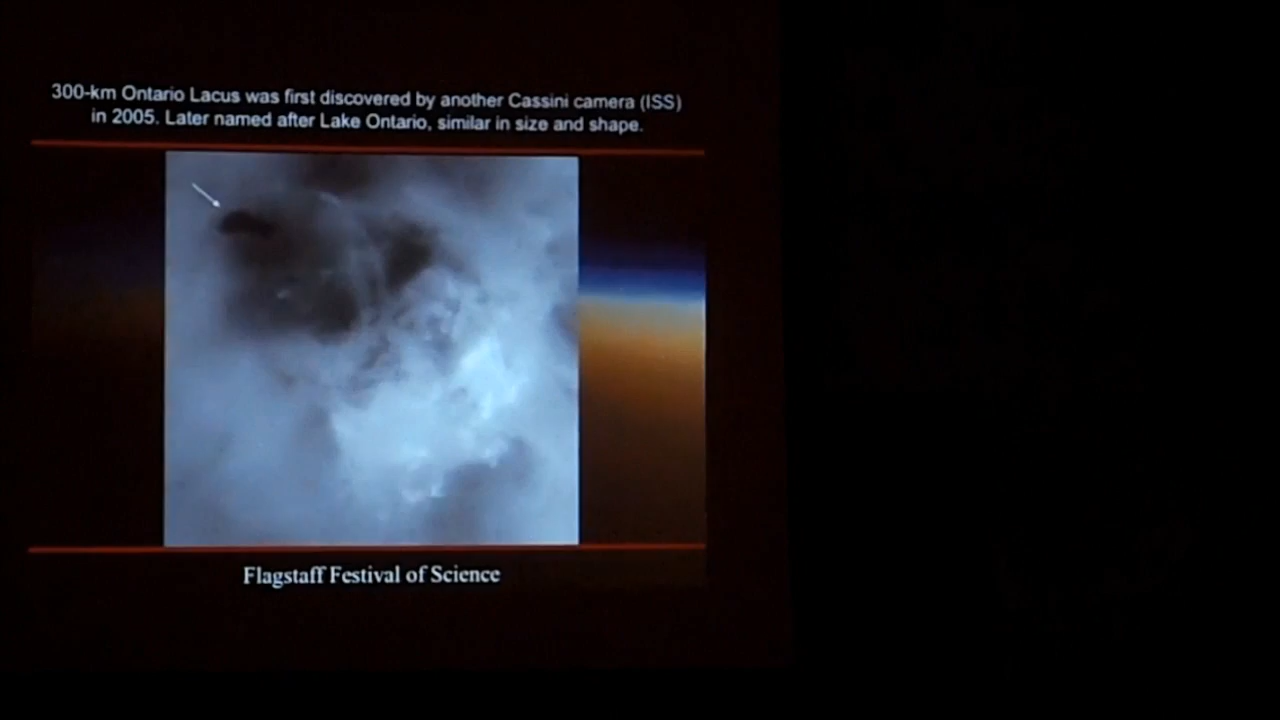 300-km Ontario Lacus was first discovered by another Cassini camera (ISS)
in 2005. Later named after Lake Ontario, similar in size and shape.
Flagstaff Festival of Science